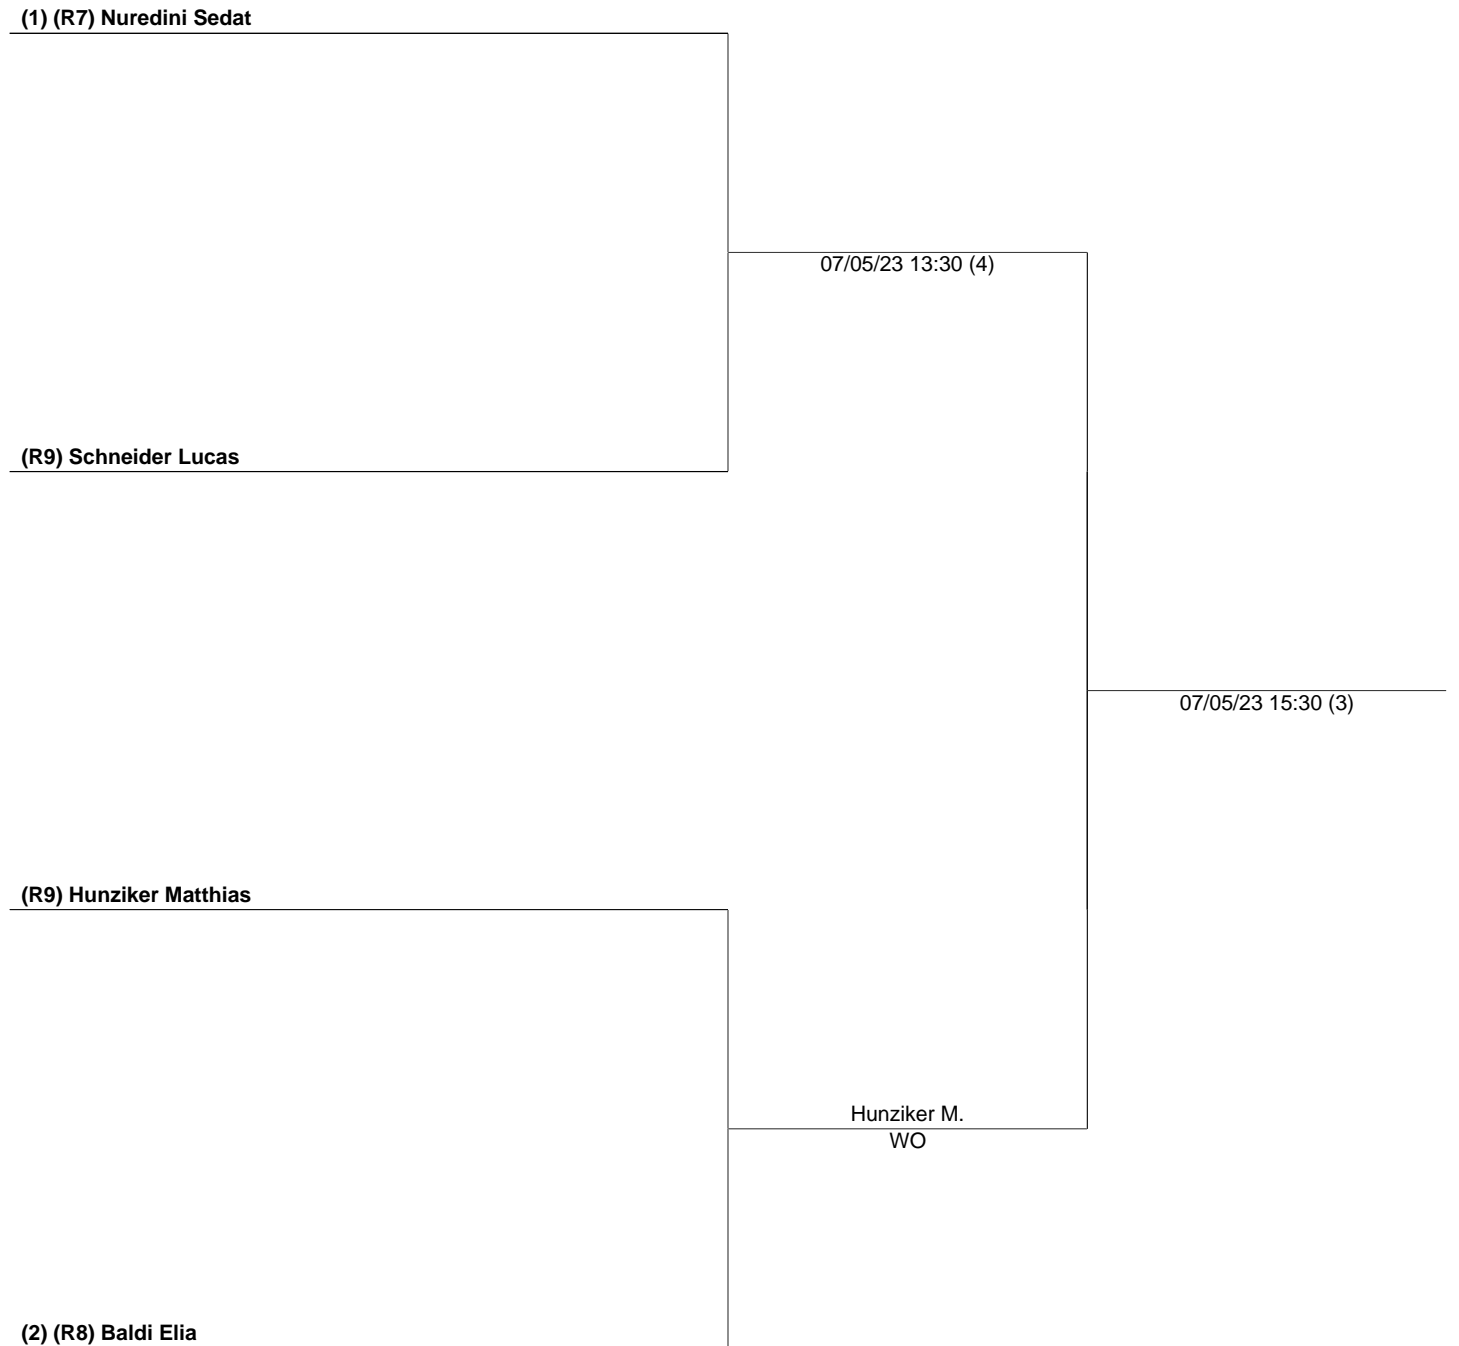 (1) (R7) Nuredini Sedat
07/05/23 13:30 (4)
(R9) Schneider Lucas
07/05/23 15:30 (3)
(R9) Hunziker Matthias
Hunziker M.
WO
(2) (R8) Baldi Elia